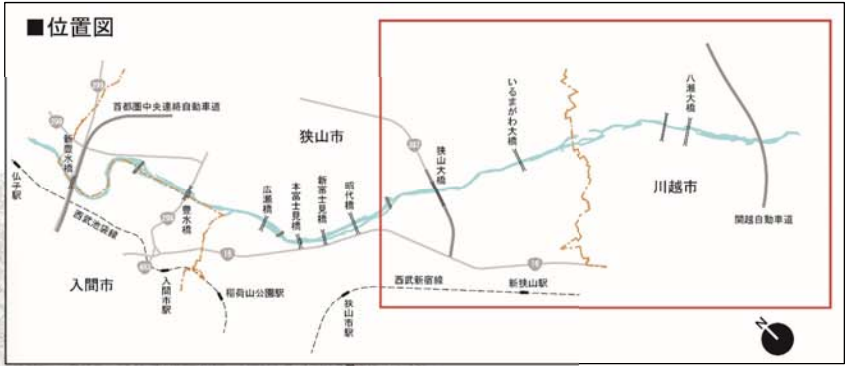 ■位置図
首都圏中央連絡自動車道
新豊水橋
狭山市
仏子駅
西武池袋線
豊水橋
広瀬橋
本富士見橋
新富士見橋
昭代橋
狭山大橋
いるまがわ大橋
八瀬大橋
川越市
関越自動車道
入間市
入間市駅
稲荷山公園駅
狭山市駅
西武新宿線
新狭山駅
15
N